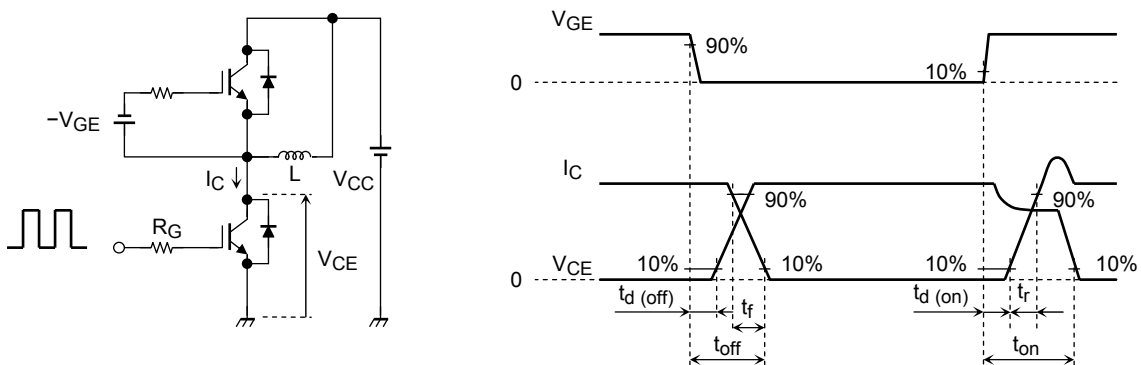 −VGE
IC
L
VCC
RG
VCE
VGE
90%
10%
0
IC
90%
90%
VCE
10%
10%
10%
10%
0
td (off)
tf
td (on)
tr
toff
ton